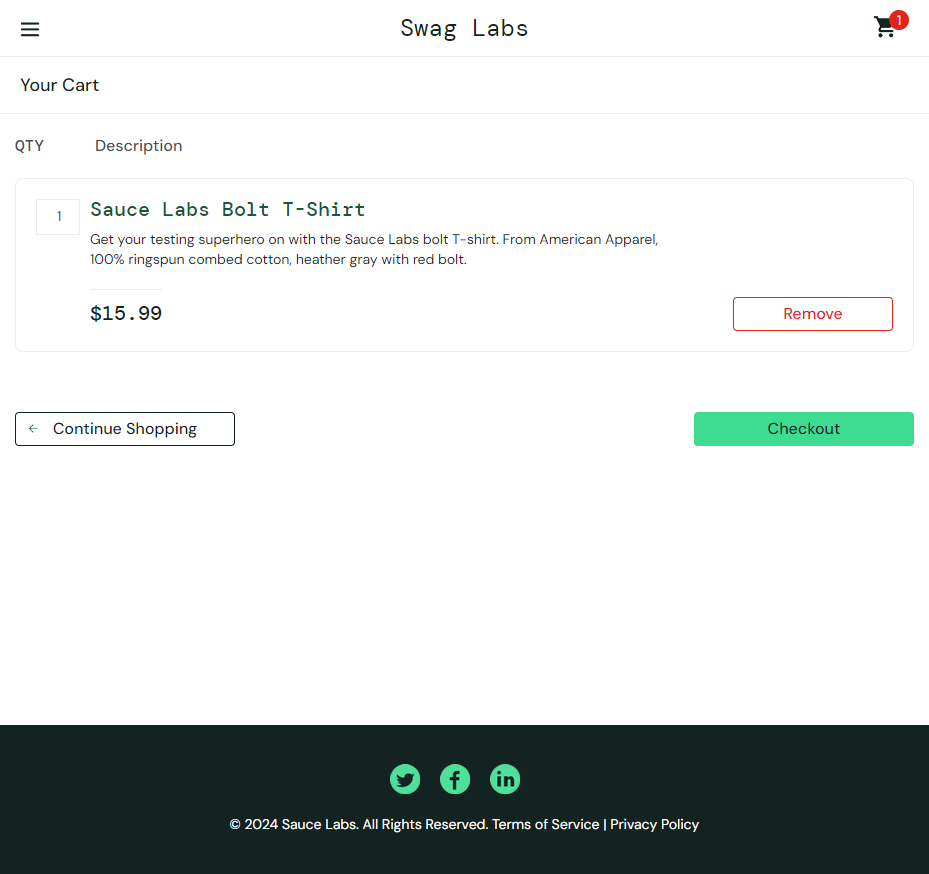 Swag Labs
1
Your Cart
QTY Description
1
Sauce Labs Bolt T-Shirt
Get your testing superhero on with the Sauce Labs bolt T-shirt. From American Apparel,
100% ringspun combed cotton, heather gray with red bolt.
$15.99
Remove
Continue Shopping
Checkout
© 2024 Sauce Labs. All Rights Reserved. Terms of Service | Privacy Policy